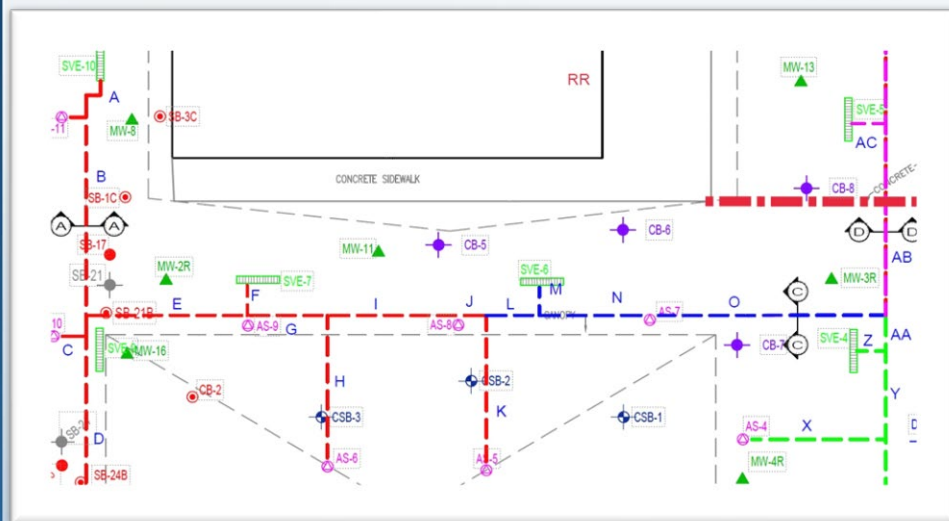 SVE-10
A
-11
MW-8
SB-3C
RR
MW-13
SVE-5
AC
B
SB-1C
CONCRETE SIDEWALK
CB-8
CONCRETE-
A
A
SB-17
MW-11
CB-5
CB-6
D
D
AB
SB-21
MW-2R
SVE-7
SVE-6
M
MW-3R
C
E
F
I
J
L
N
O
SB-21B
10
AS-9
G
AS-8
AS-7
CANOPY
AA
C
MW-16
CB-7
C
SVE-4
Z
H
CB-2
CSB-2
K
Y
CSB-3
CSB-1
D
AS-4
X
AS-6
AS-5
MW-4R
SB-24B